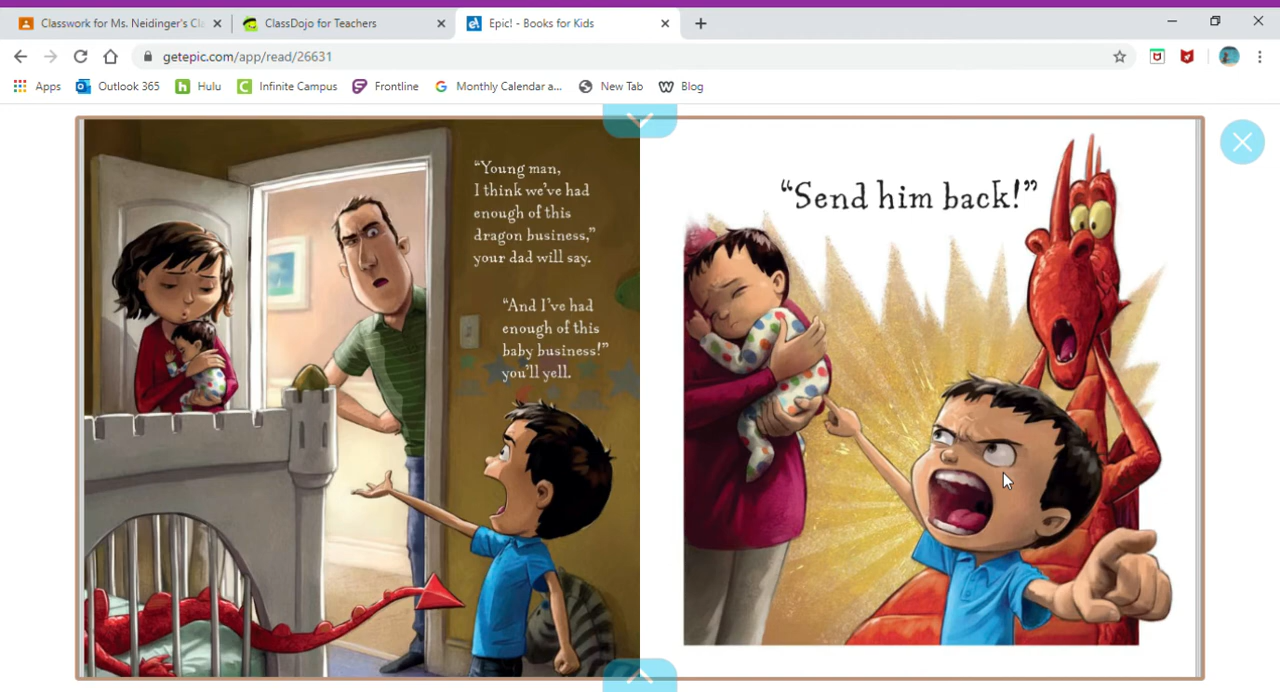 Classwork for Ms. Neidinger's Cla
ClassDojo for Teachers
Epic! - Books for Kids
getepic.com/app/read/26631
Apps
Outlook 365
Hulu
Infinite Campus
Frontline
Monthly Calendar a...
New Tab
Blog
“Young man,
I think we’ve had
enough of this
dragon business,”
your dad will say.
“And I’ve had
enough of this
baby business!”
you’ll yell.
“Send him back!”